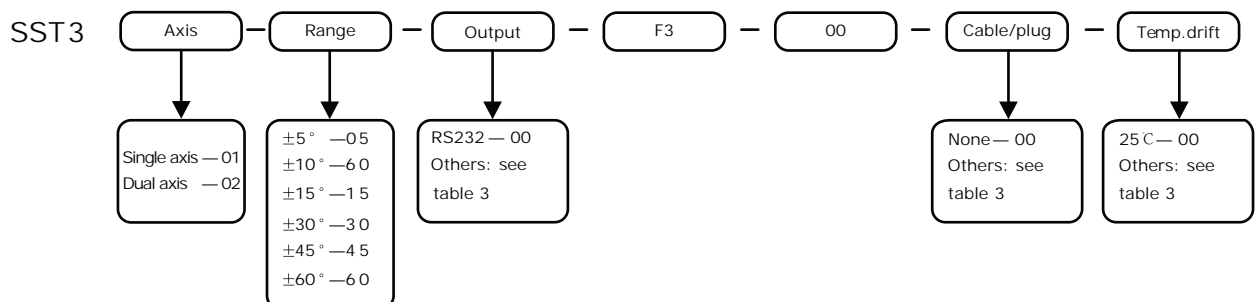 SST3 Axis — Range — Output — F3 — 00 — Cable/plug — Temp.drift
Single axis — 01
Dual axis — 02
±5° —05
±10° —60
±15° —15
±30° —30
±45° —45
±60° —60
RS232 — 00
Others: see
table 3
None — 00
Others: see
table 3
25℃ — 00
Others: see
table 3